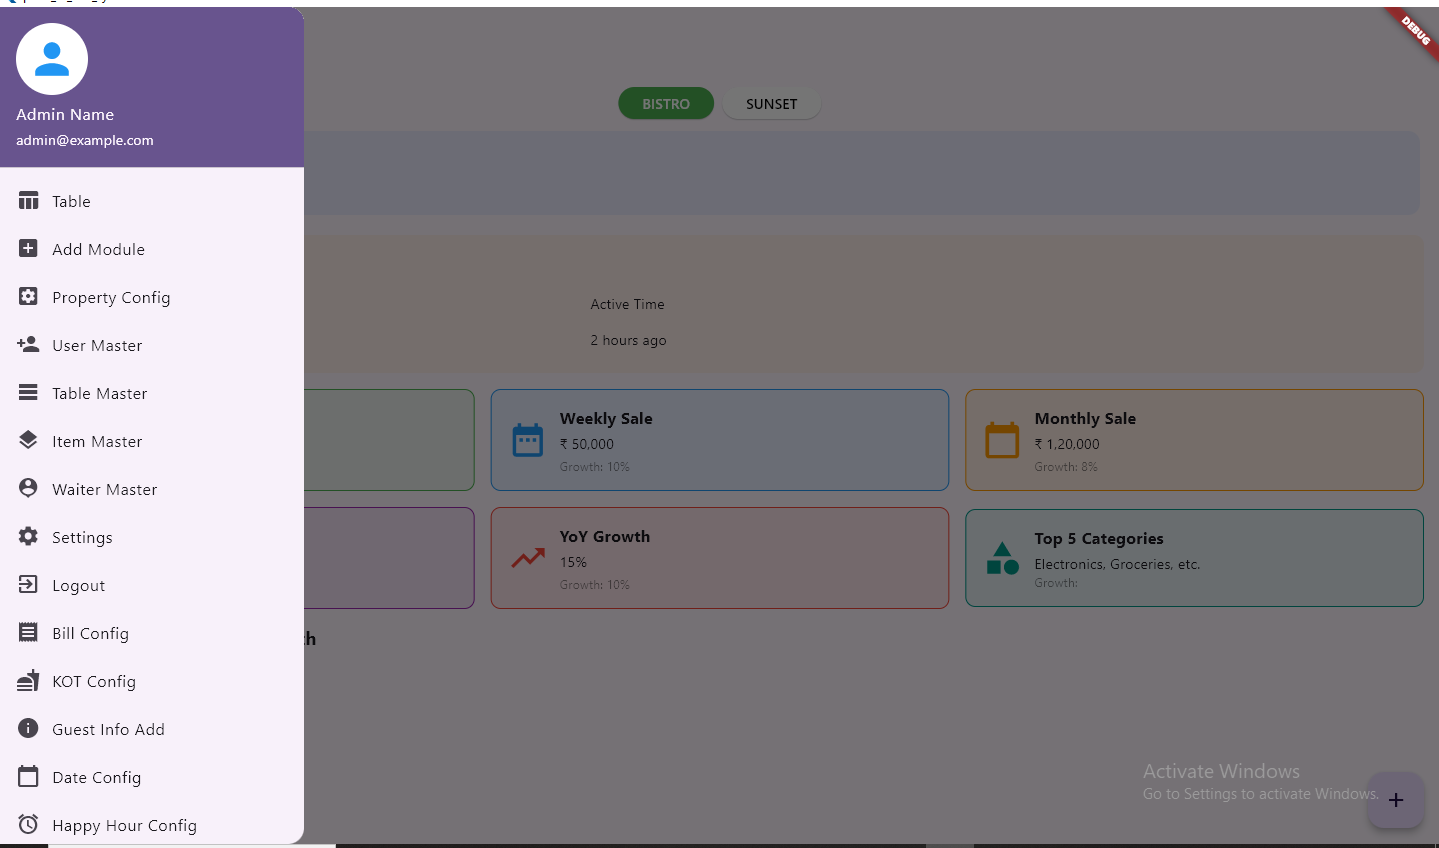 Admin Name
admin@example.com
Table
Add Module
Property Config
User Master
Table Master
Item Master
Waiter Master
Settings
Logout
Bill Config
KOT Config
Guest Info Add
Date Config
Happy Hour Config
DEBUG
BISTRO
SUNSET
Active Time
2 hours ago
Weekly Sale
₹ 50,000
Growth: 10%
Monthly Sale
₹ 1,20,000
Growth: 8%
YoY Growth
15%
Growth: 10%
Top 5 Categories
Electronics, Groceries, etc.
Growth:
Activate Windows
Go to Settings to activate Windows.
+